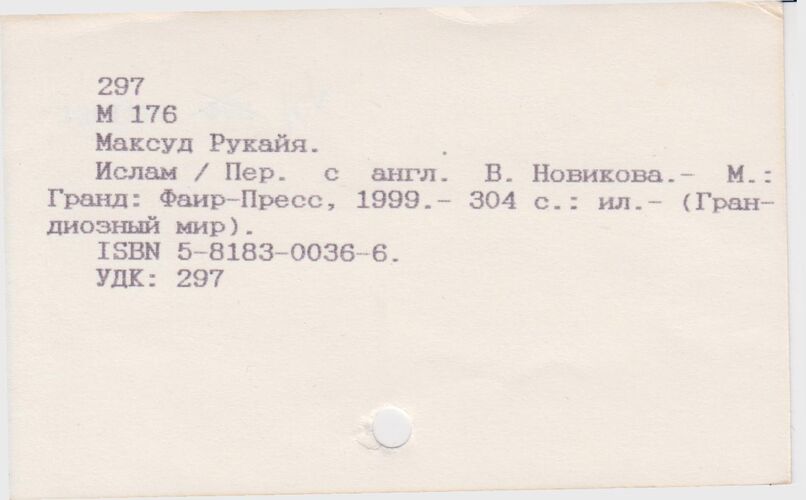 297
М 176
Максуд Рукайя.
Ислам / Пер. с англ. В. Новикова.- М.:
Гранд: Фаир-Пресс, 1999.- 304 с.: ил.- (Гран-
диозный мир).
ISBN 5-8183-0036-6.
УДК: 297